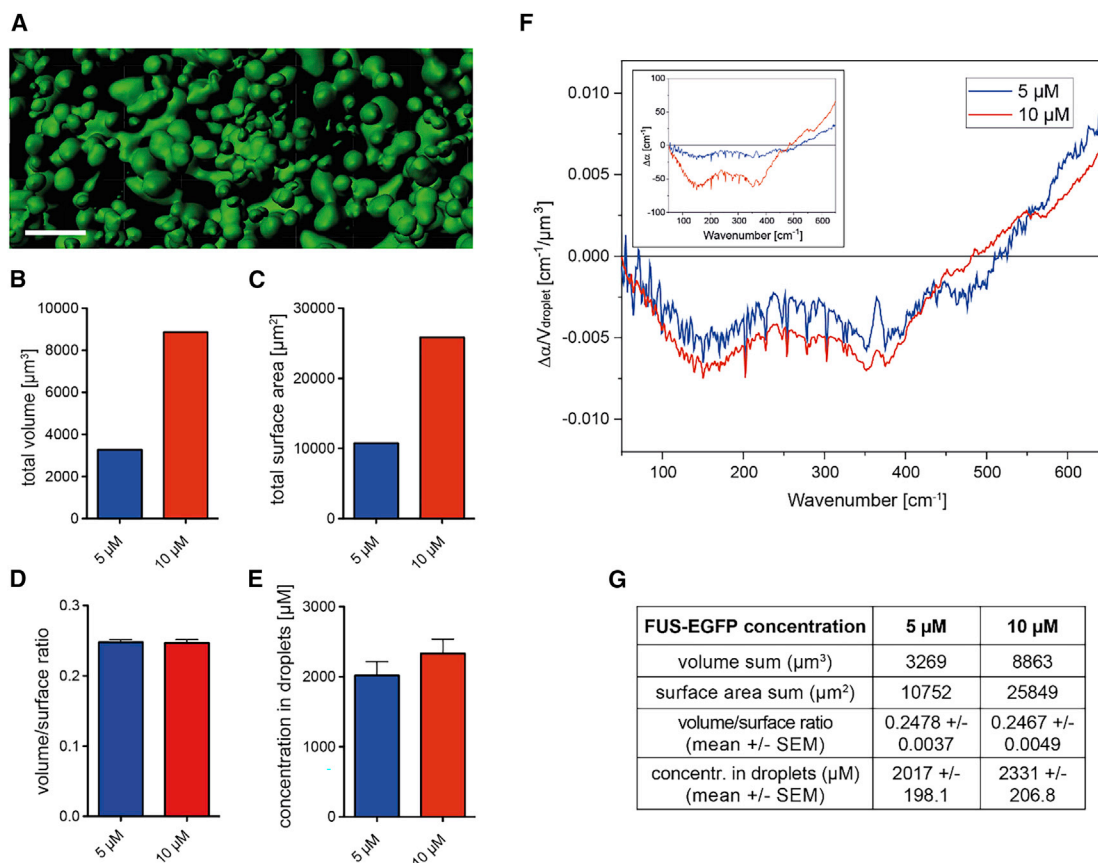 A
B
total volume [µm³]
10000
8000
6000
4000
2000
0
5 µM
10 µM
C
total surface area [µm²]
30000
20000
10000
0
5 µM
10 µM
D
volume/surface ratio
0.3
0.2
0.1
0.0
5 µM
10 µM
E
concentration in droplets [µM]
3000
2000
1000
0
5 µM
10 µM
F
Δα/Vdroplet [cm⁻¹/µm³]
0.010
0.005
0.000
-0.005
-0.010
100 200 300 400 500 600
Wavenumber [cm⁻¹]
5 µM
10 µM
Δα [cm⁻¹]
100
50
0
-50
-100
100 200 300 400 500 600
Wavenumber [cm⁻¹]
G
FUS-EGFP concentration 5 µM 10 µM
volume sum (µm³) 3269 8863
surface area sum (µm²) 10752 25849
volume/surface ratio 0.2478 +/- 0.2467 +/-
(mean +/- SEM) 0.0037 0.0049
concentr. in droplets (µM) 2017 +/- 2331 +/-
(mean +/- SEM) 198.1 206.8